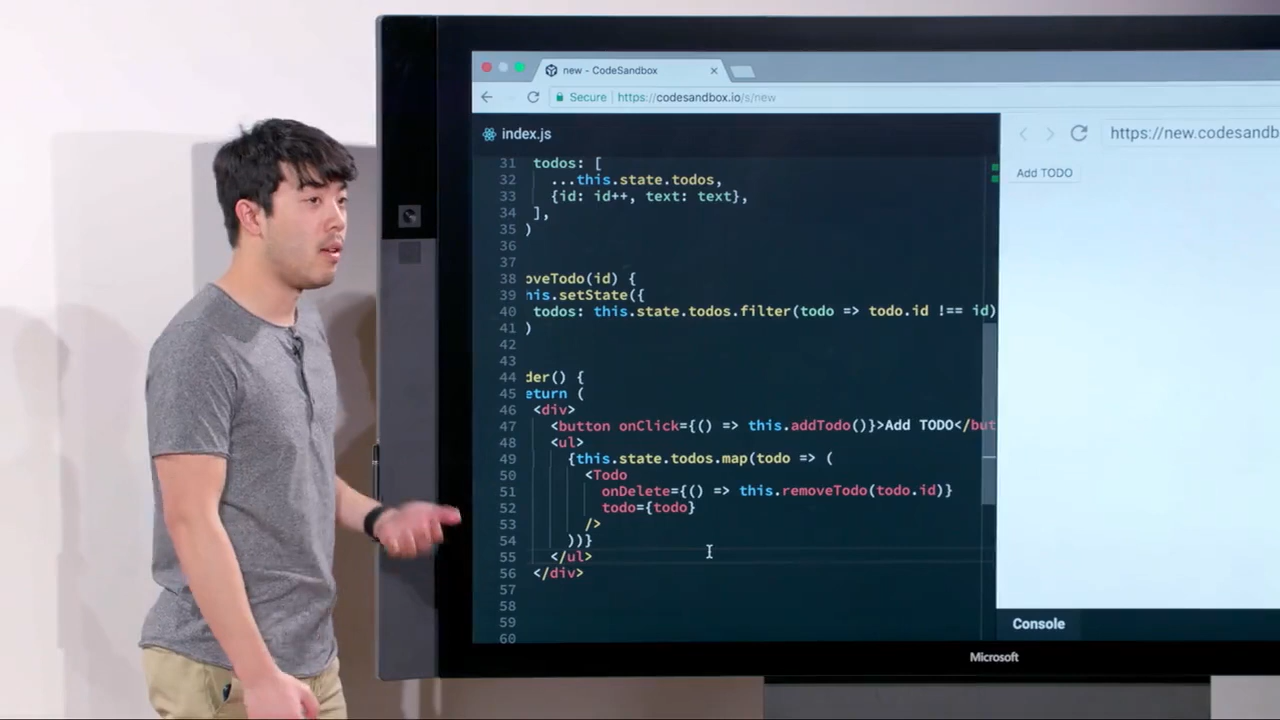 new - CodeSandbox
Secure https://codesandbox.io/s/new
index.js
https://new.codesandb
Add TODO
31 todos: [
32 ...this.state.todos,
33 {id: id++, text: text},
34 ],
35 )
36
37
38 oveTodo(id) {
39 his.setState({
40 todos: this.state.todos.filter(todo => todo.id !== id)
41 )
42
43
44 der() {
45 eturn (
46 <div>
47 <button onClick={() => this.addTodo()}>Add TODO</but
48 <ul>
49 {this.state.todos.map(todo => (
50 <Todo
51 onDelete={() => this.removeTodo(todo.id)}
52 todo={todo}
53 />
54 ))}
55 </ul>
56 </div>
57
58
59
60
Console
Microsoft